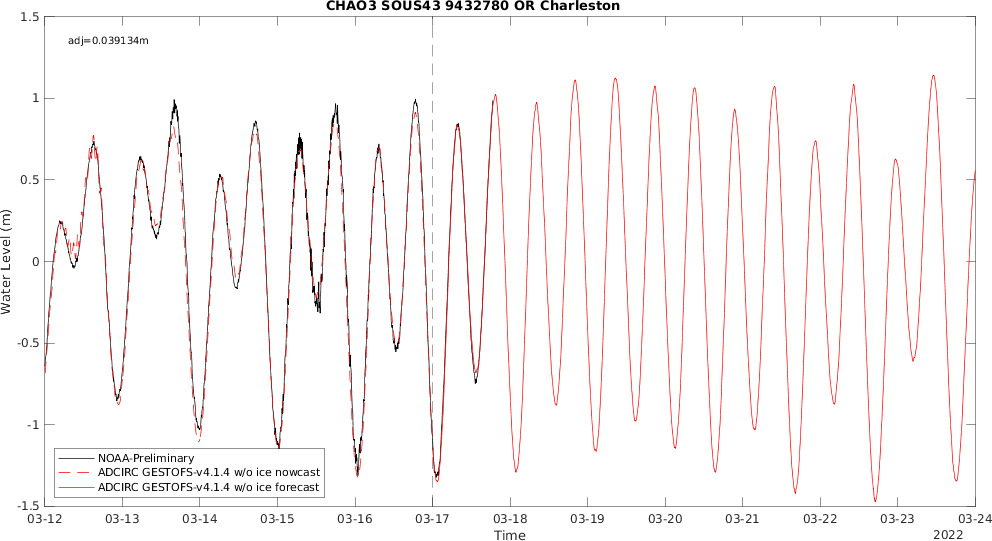 CHAO3 SOUS43 9432780 OR Charleston
adj=0.039134m
Water Level (m)
1.5
1
0.5
0
-0.5
-1
-1.5
NOAA-Preliminary
ADCIRC GESTOFS-v4.1.4 w/o ice nowcast
ADCIRC GESTOFS-v4.1.4 w/o ice forecast
03-12 03-13 03-14 03-15 03-16 03-17 03-18 03-19 03-20 03-21 03-22 03-23 03-24
Time
2022